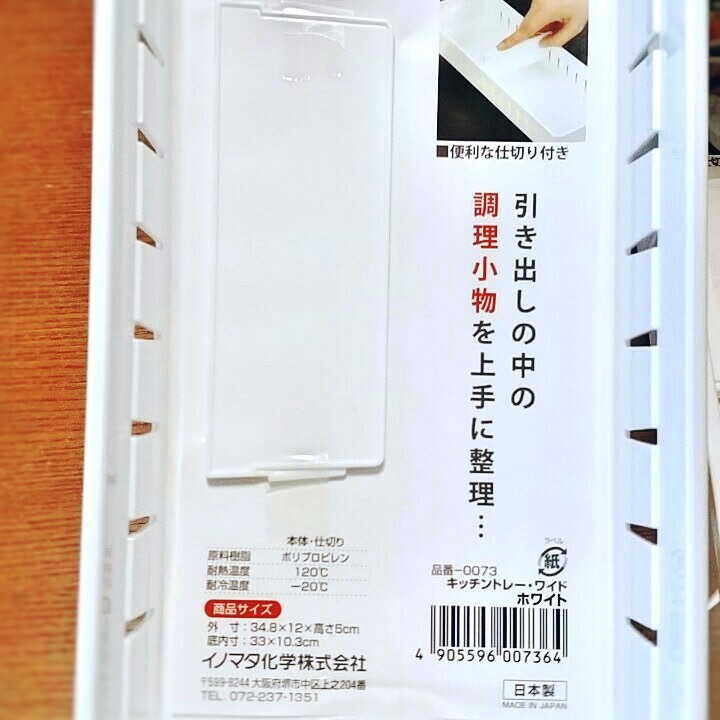 ■便利な仕切り付き
引き出しの中の
調理小物を上手に整理…
本体・仕切り
原料樹脂 ポリプロピレン
耐熱温度 120℃
耐冷温度 −20℃
商品サイズ
外 寸：34.8×12×高さ5cm
底内寸：33×10.3cm
イノマタ化学株式会社
〒599-8244 大阪府堺市中区上之204番
TEL. 072-237-1351
ラベル
紙
品番-0073
キッチントレー・ワイド
ホワイト
4 905596 007364
日本製
MADE IN JAPAN